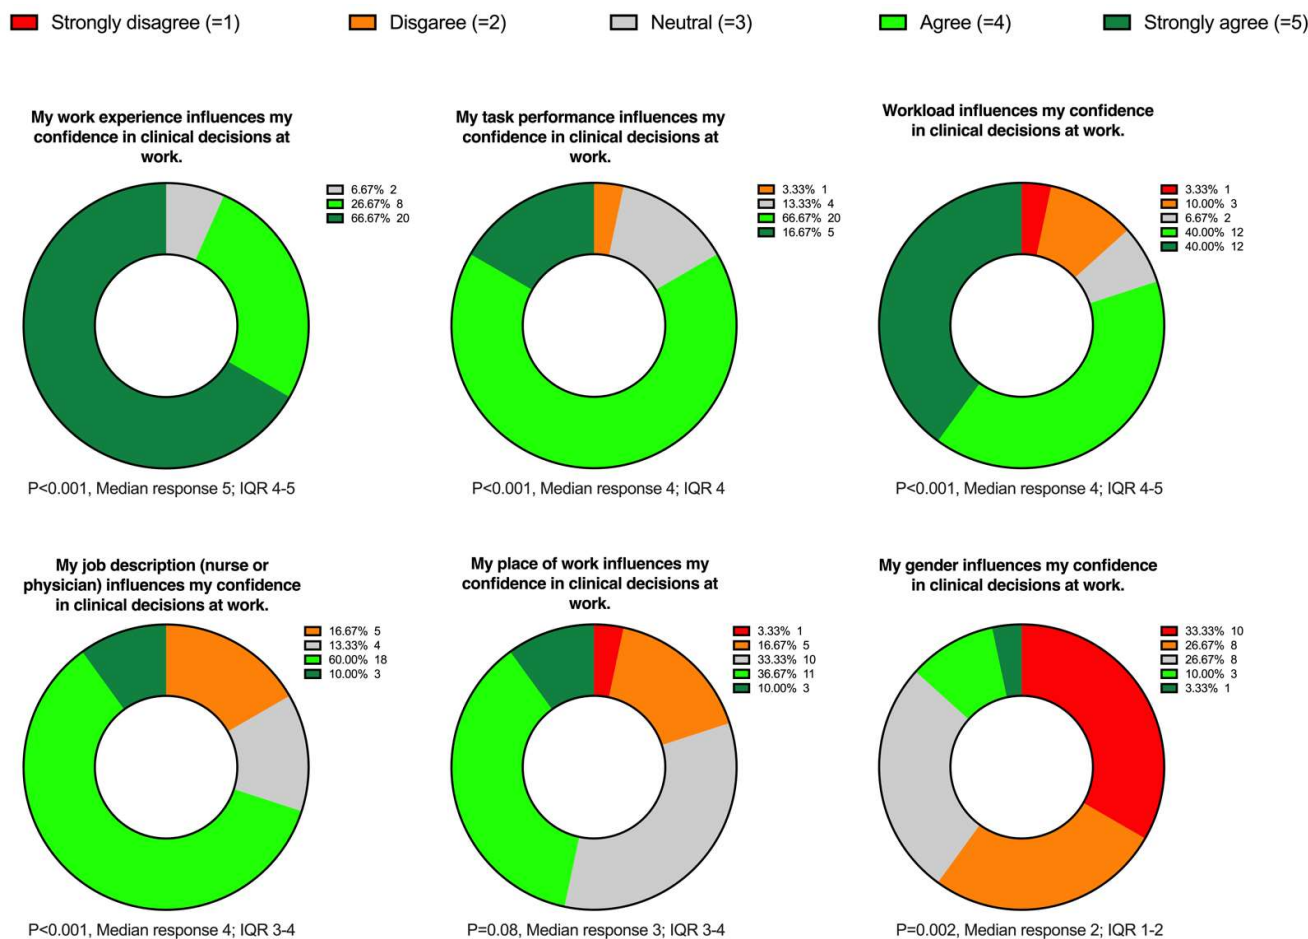 Strongly disagree (=1)
Disgaree (=2)
Neutral (=3)
Agree (=4)
Strongly agree (=5)
My work experience influences my
confidence in clinical decisions at
work.
6.67% 2
26.67% 8
66.67% 20
P<0.001, Median response 5; IQR 4-5
My task performance influences my
confidence in clinical decisions at
work.
3.33% 1
13.33% 4
66.67% 20
16.67% 5
P<0.001, Median response 4; IQR 4
Workload influences my confidence
in clinical decisions at work.
3.33% 1
10.00% 3
6.67% 2
40.00% 12
40.00% 12
P<0.001, Median response 4; IQR 4-5
My job description (nurse or
physician) influences my confidence
in clinical decisions at work.
16.67% 5
13.33% 4
60.00% 18
10.00% 3
P<0.001, Median response 4; IQR 3-4
My place of work influences my
confidence in clinical decisions at
work.
3.33% 1
16.67% 5
33.33% 10
36.67% 11
10.00% 3
P=0.08, Median response 3; IQR 3-4
My gender influences my confidence
in clinical decisions at work.
33.33% 10
26.67% 8
26.67% 8
10.00% 3
3.33% 1
P=0.002, Median response 2; IQR 1-2